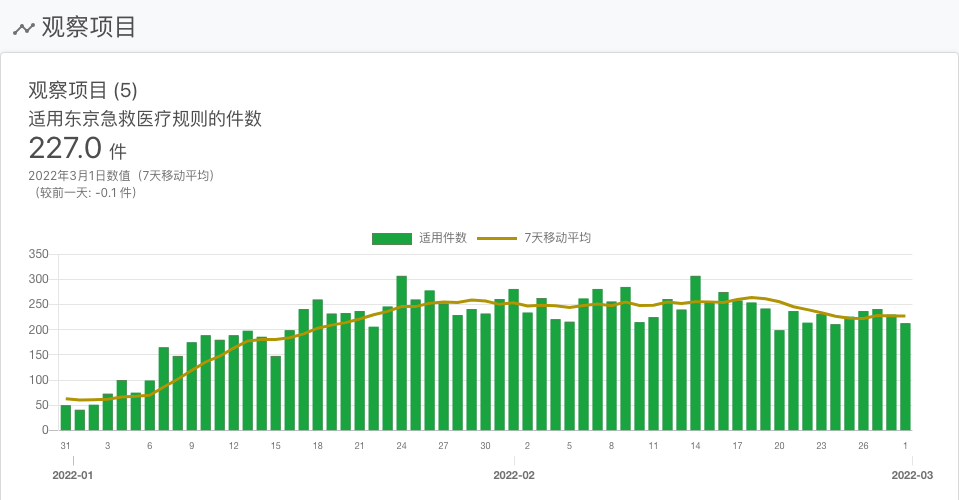 观察项目
观察项目 (5)
适用东京急救医疗规则的件数
227.0 件
2022年3月1日数值（7天移动平均）
（较前一天: -0.1 件）
适用件数 7天移动平均
350
300
250
200
150
100
50
0
31 3 6 9 12 15 18 21 24 27 30 2 5 8 11 14 17 20 23 26 1
2022-01 2022-02 2022-03